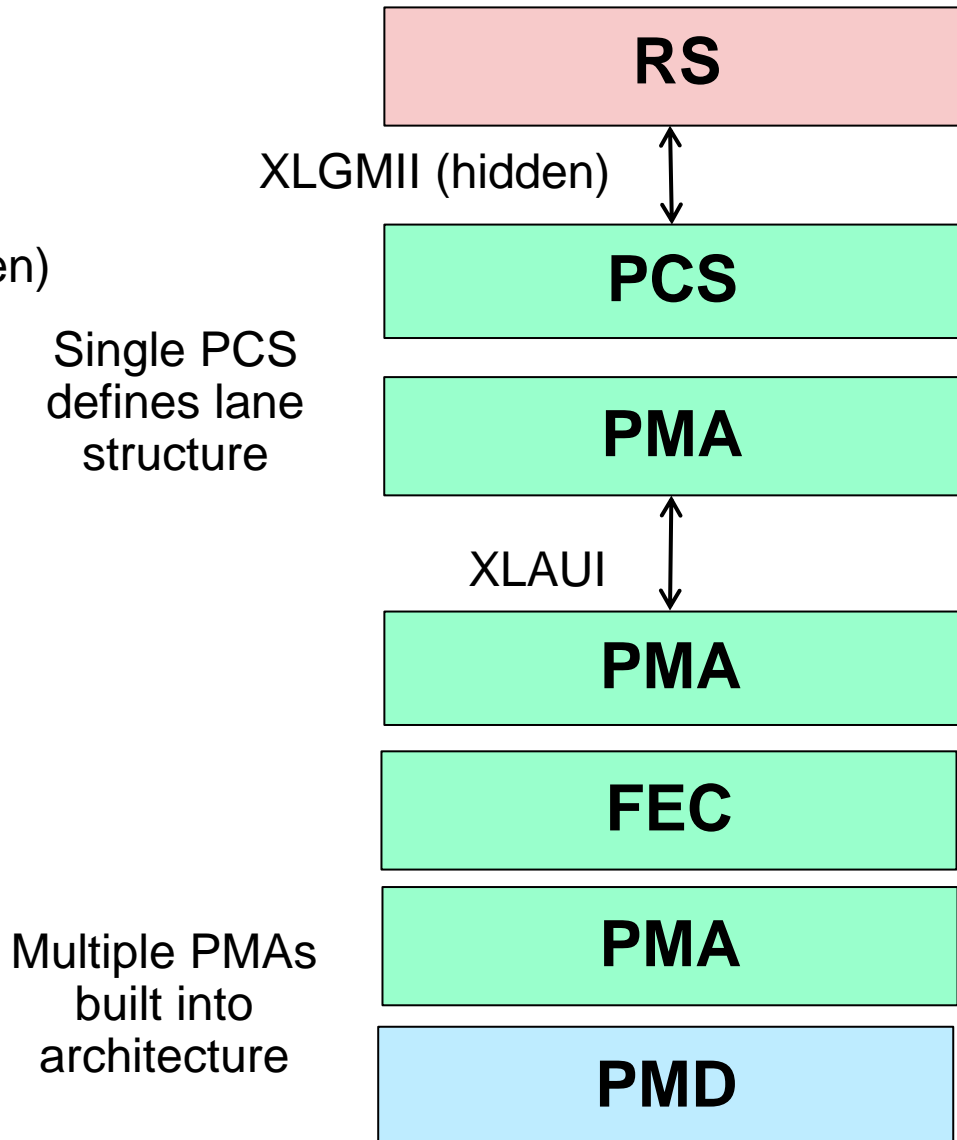 RS
XLGMII (hidden)
PCS
en)
Single PCS
defines lane
structure
PMA
XLAUI
PMA
FEC
PMA
Multiple PMAs
built into
architecture
PMD